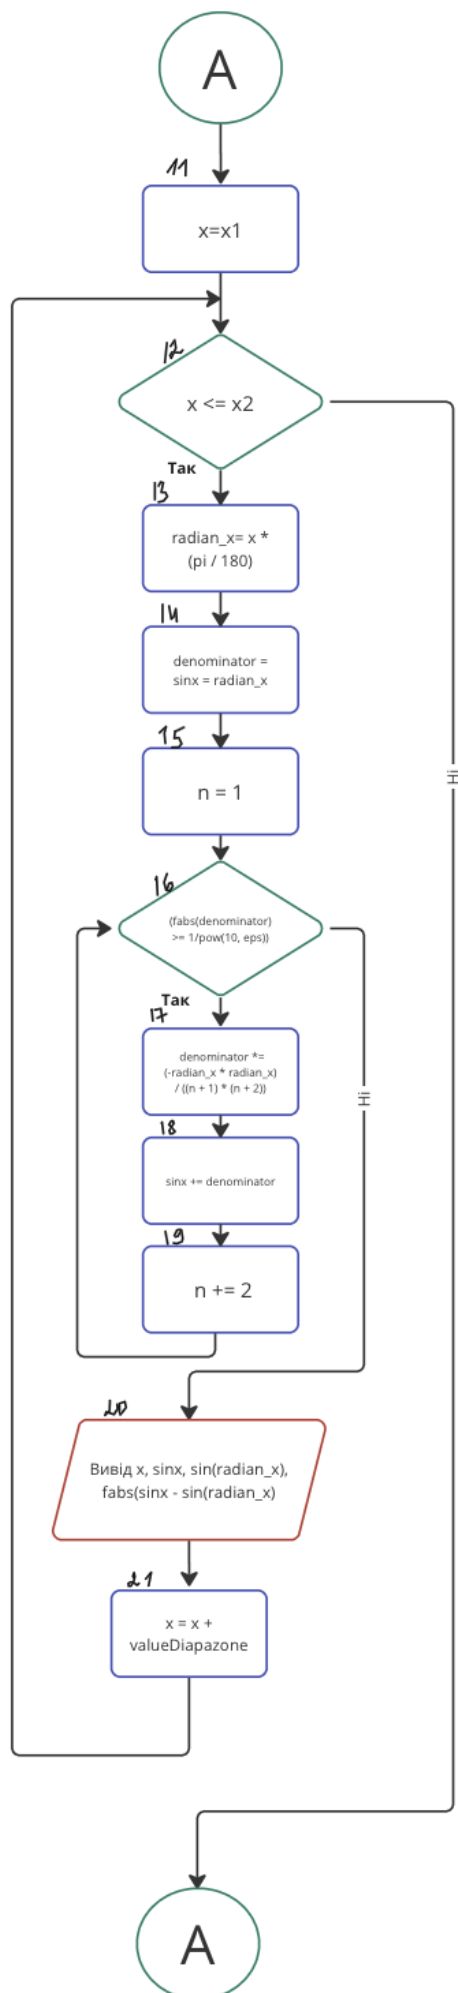 A
11
x=x1
12
x <= x2
Так
13
radian_x= x *
(pi / 180)
14
denominator =
sinx = radian_x
15
n = 1
Ні
16
(fabs(denominator)
>= 1/pow(10, eps))
Так
17
denominator *=
(-radian_x * radian_x)
/ ((n + 1) * (n + 2))
Ні
18
sinx += denominator
19
n += 2
20
Вивід x, sinx, sin(radian_x),
fabs(sinx - sin(radian_x)
21
x = x +
valueDiapazone
A